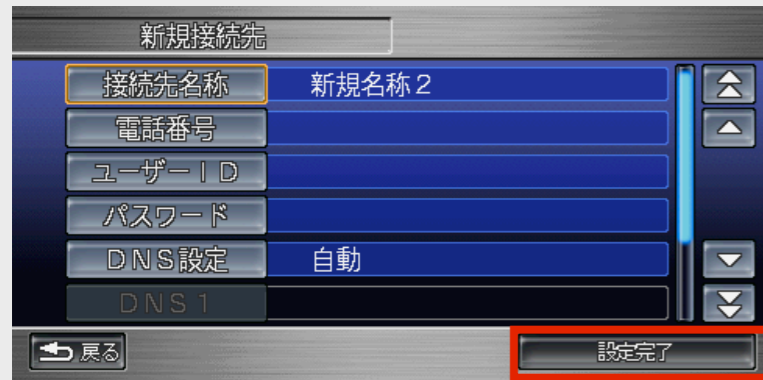 新規接続先
接続先名称 新規名称2
電話番号
ユーザーID
パスワード
DNS設定 自動
DNS1
戻る 設定完了